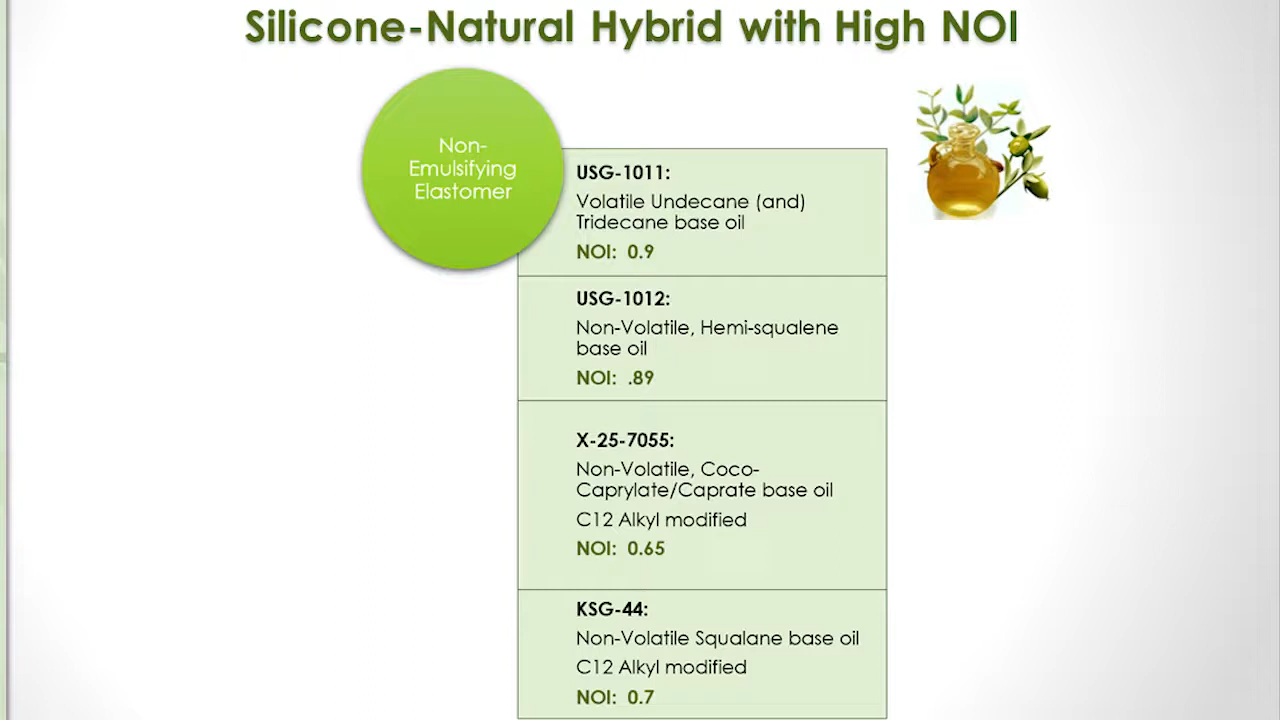 Silicone-Natural Hybrid with High NOI
Non-
Emulsifying
Elastomer
USG-1011:
Volatile Undecane (and)
Tridecane base oil
NOI: 0.9
USG-1012:
Non-Volatile, Hemi-squalene
base oil
NOI: .89
X-25-7055:
Non-Volatile, Coco-
Caprylate/Caprate base oil
C12 Alkyl modified
NOI: 0.65
KSG-44:
Non-Volatile Squalane base oil
C12 Alkyl modified
NOI: 0.7